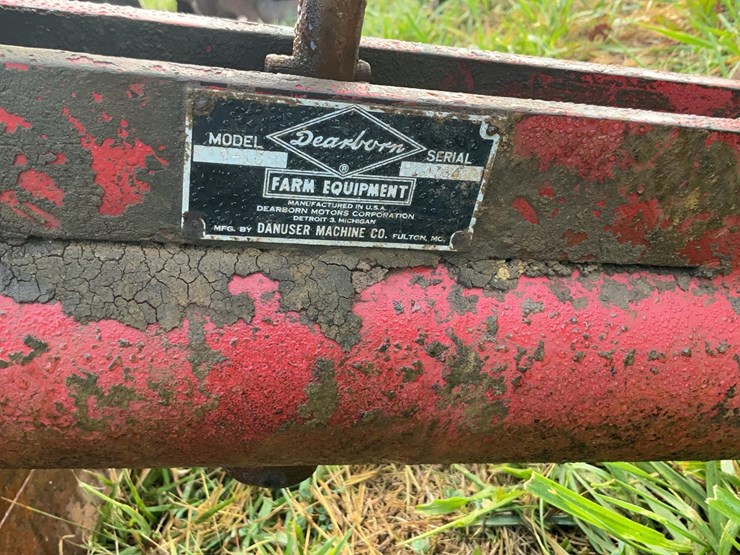 MODEL Dearborn SERIAL
®
FARM EQUIPMENT
MANUFACTURED IN U.S.A.
DEARBORN MOTORS CORPORATION
DETROIT 3, MICHIGAN
MFG. BY DANUSER MACHINE CO. FULTON, MO.